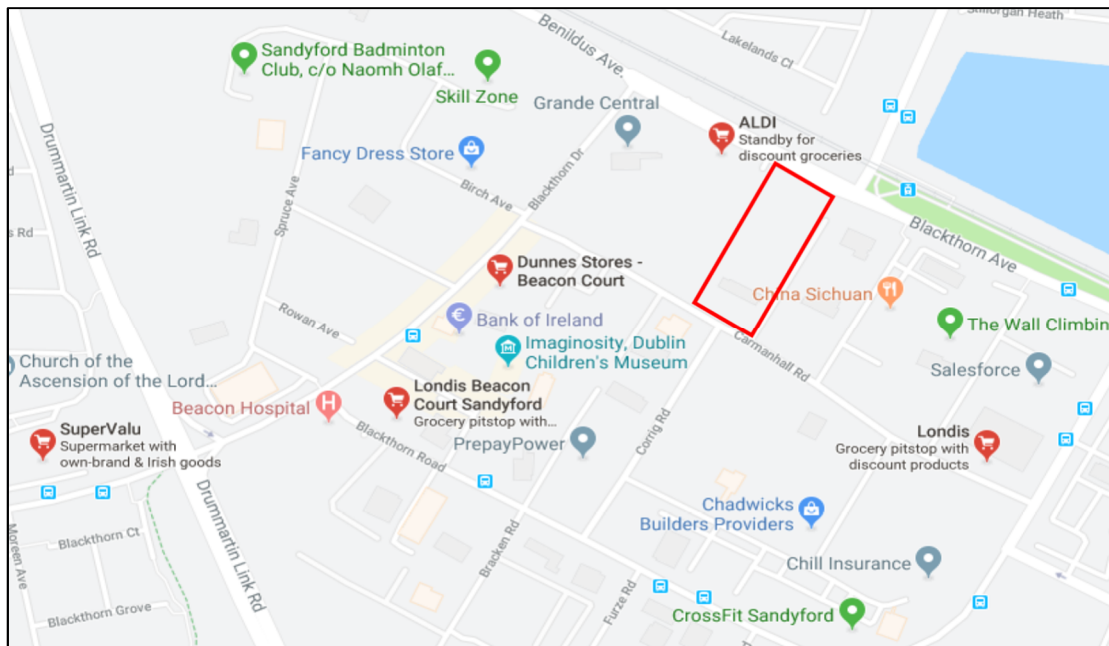 Skillorgan Heath
Lakelands Cl
Benildus Ave.
Sandyford Badminton
Club, c/o Naomh Olaf...
Skill Zone
Grande Central
ALDI
Standby for
discount groceries
Drummartin Link Rd
Fancy Dress Store
Birch Ave
Blackthorn Dr
Spruce Ave
Blackthorn Ave
s Rd
Dunnes Stores -
Beacon Court
China Sichuan
Rowan Ave
Bank of Ireland
The Wall Climbin
Imaginosity, Dublin
Children's Museum
Carmanhall Rd
Church of the
Ascension of the Lord...
Salesforce
Londis Beacon
Court Sandyford
Grocery pitstop with...
Beacon Hospital
Corrig Rd
SuperValu
Supermarket with
own-brand & Irish goods
Blackthorn Road
PrepayPower
Londis
Grocery pitstop with
discount products
Drummartin Link Rd
Chadwicks
Builders Providers
Blackthorn Ct
Moreen Ave
Bracken Rd
Chill Insurance
Furze Rd
Blackthorn Grove
CrossFit Sandyford